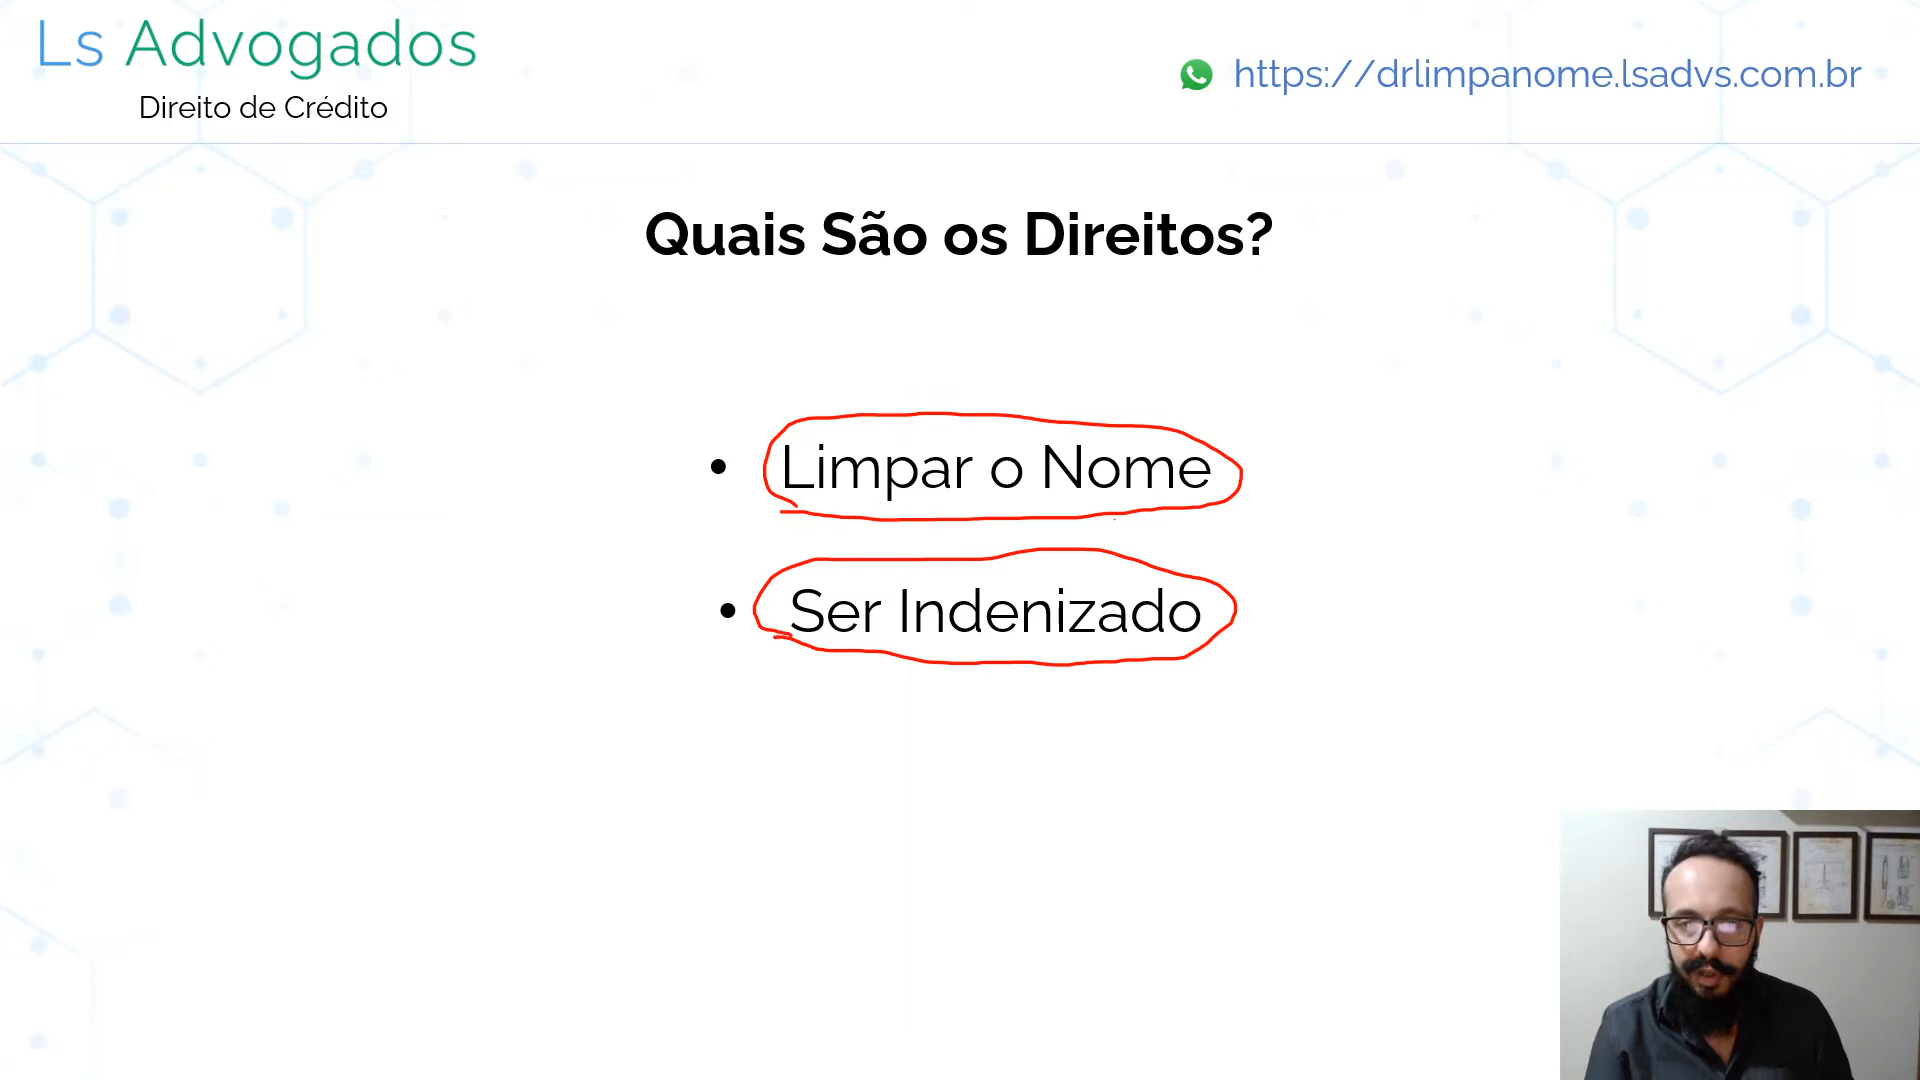 Ls Advogados
Direito de Crédito
https://drlimpanome.lsadvs.com.br
Quais São os Direitos?
• Limpar o Nome
• Ser Indenizado